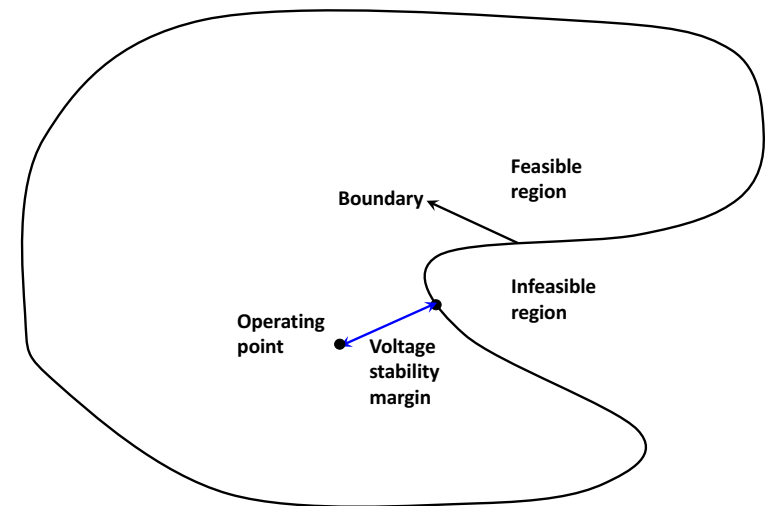 Feasible
region
Boundary
Infeasible
region
Operating
point
Voltage
stability
margin